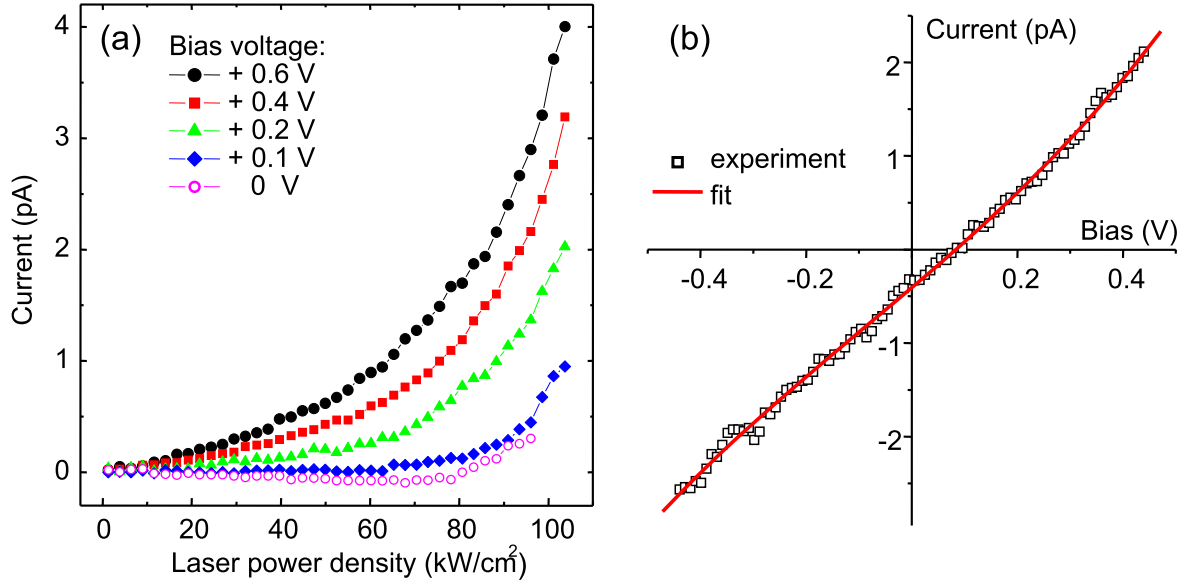 (a)
Bias voltage:
+ 0.6 V
+ 0.4 V
+ 0.2 V
+ 0.1 V
0 V
4
3
2
1
0
Current (pA)
0 20 40 60 80 100
Laser power density (kW/cm²)
(b)
Current (pA)
2
1
-1
-2
experiment
fit
Bias (V)
-0.4 -0.2 0.2 0.4